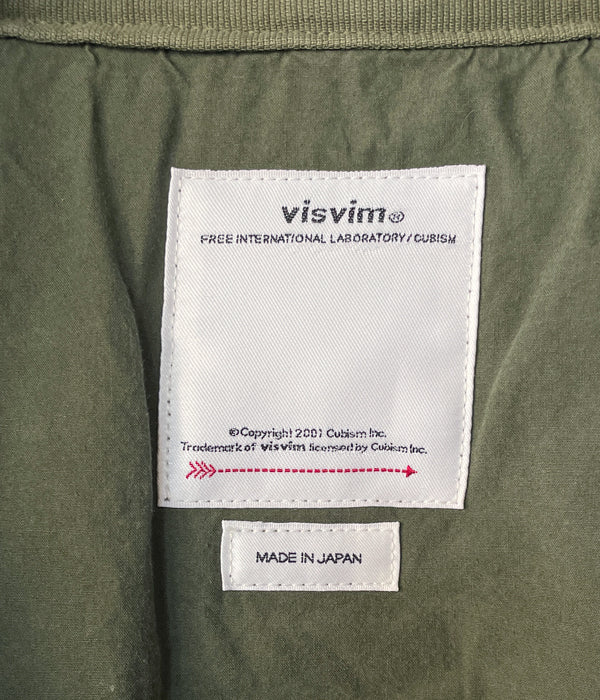 visvim®
FREE INTERNATIONAL LABORATORY/CUBISM
©Copyright 2001 Cubism Inc.
Trademark of visvim licensed by Cubism Inc.
MADE IN JAPAN